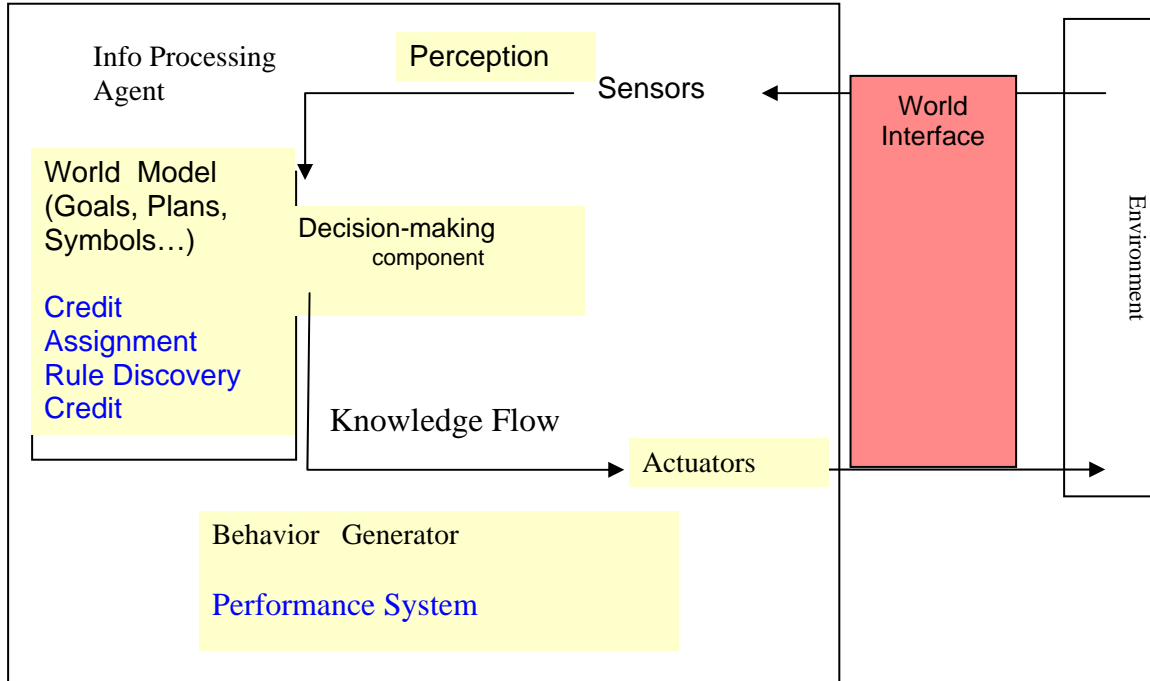 Info Processing
Agent
Perception
Sensors
World
Interface
World Model
(Goals, Plans,
Symbols…)
Credit
Assignment
Rule Discovery
Credit
Decision-making
component
Environment
Knowledge Flow
Actuators
Behavior Generator
Performance System